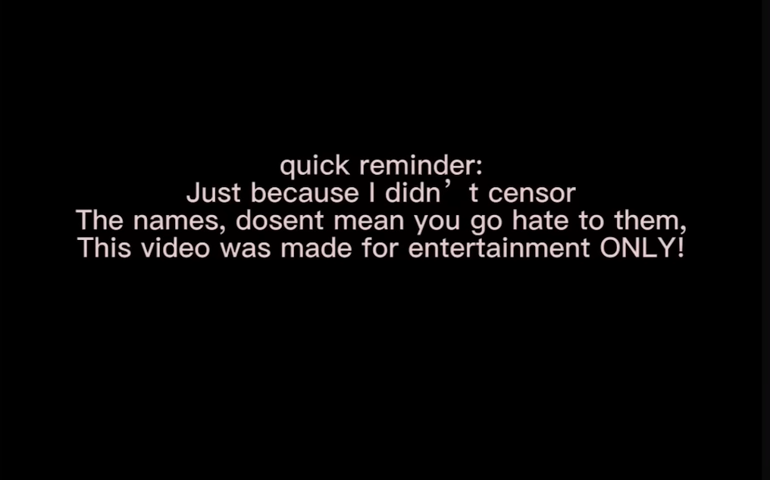 quick reminder:
Just because I didn’t censor
The names, dosent mean you go hate to them,
This video was made for entertainment ONLY!